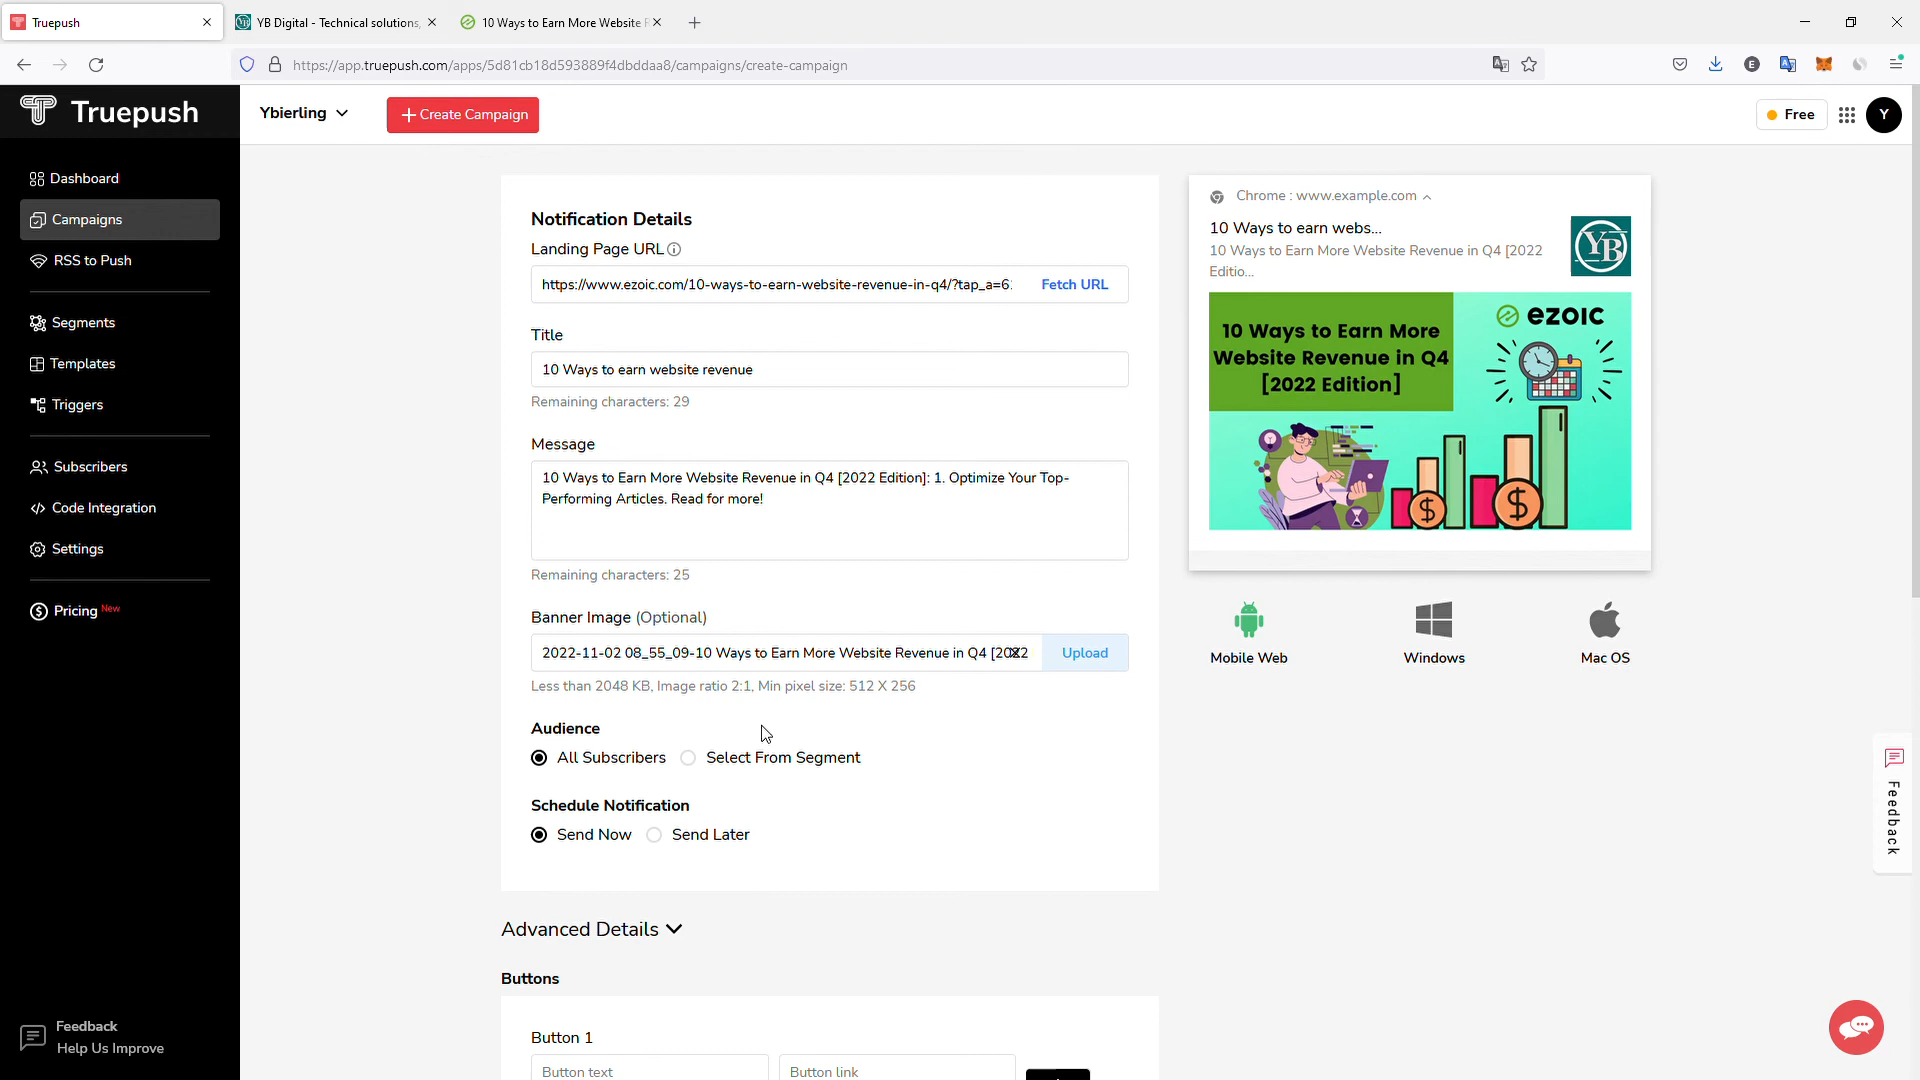 Truepush
YB Digital - Technical solutions,
10 Ways to Earn More Website R
https://app.truepush.com/apps/5d81cb18d593889f4dbddaa8/campaigns/create-campaign
E
Truepush
Ybierling
Create Campaign
Free
Y
Dashboard
Campaigns
RSS to Push
Segments
Templates
Triggers
Subscribers
Code Integration
Settings
Pricing New
Feedback
Help Us Improve
Notification Details
Landing Page URL
https://www.ezoic.com/10-ways-to-earn-website-revenue-in-q4/?tap_a=6
Fetch URL
Title
10 Ways to earn website revenue
Remaining characters: 29
Message
10 Ways to Earn More Website Revenue in Q4 [2022 Edition]: 1. Optimize Your Top-
Performing Articles. Read for more!
Remaining characters: 25
Banner Image (Optional)
2022-11-02 08_55_09-10 Ways to Earn More Website Revenue in Q4 [2022
Upload
Less than 2048 KB, Image ratio 2:1, Min pixel size: 512 X 256
Audience
All Subscribers
Select From Segment
Schedule Notification
Send Now
Send Later
Advanced Details
Buttons
Button 1
Button text
Button link
Chrome : www.example.com
10 Ways to earn webs...
10 Ways to Earn More Website Revenue in Q4 [2022
Editio...
YB
10 Ways to Earn More
Website Revenue in Q4
[2022 Edition]
ezoic
Mobile Web
Windows
Mac OS
Feedback